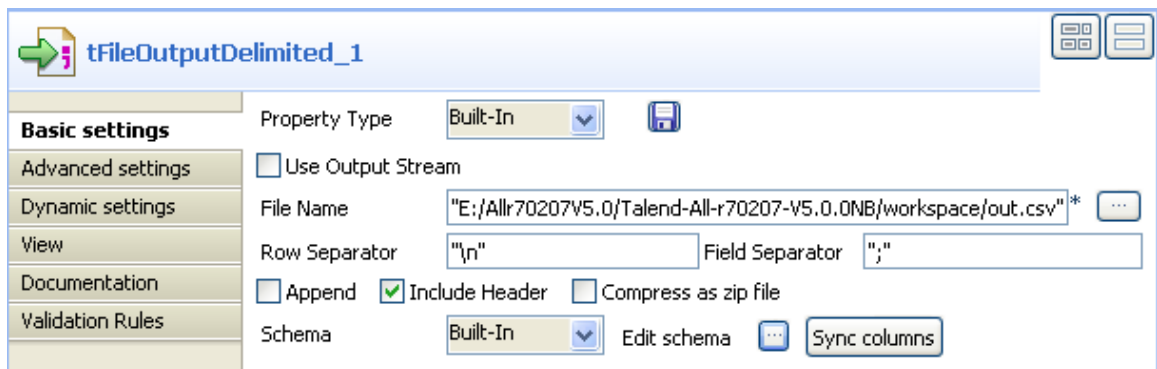 tFileOutputDelimited_1
Basic settings
Advanced settings
Dynamic settings
View
Documentation
Validation Rules
Property Type Built-In
Use Output Stream
File Name "E:/Allr70207V5.0/Talend-All-r70207-V5.0.0NB/workspace/out.csv" * ...
Row Separator "\n" Field Separator ";"
Append Include Header Compress as zip file
Schema Built-In Edit schema ... Sync columns